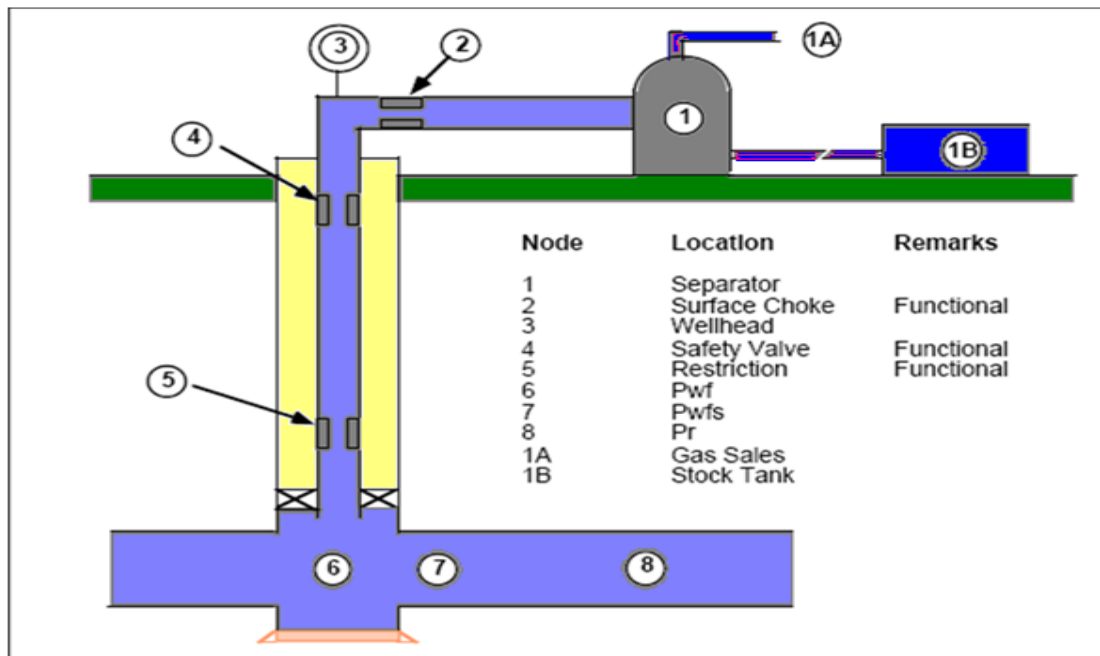 3
2
1A
1
4
1B
Node Location Remarks
1 Separator
2 Surface Choke Functional
3 Wellhead
4 Safety Valve Functional
5 Restriction Functional
6 Pwf
7 Pwfs
8 Pr
1A Gas Sales
1B Stock Tank
5
6
7
8